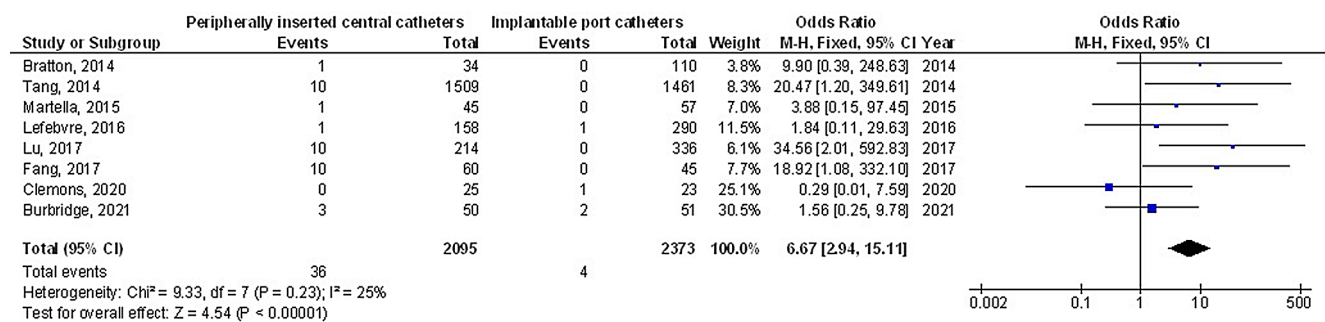 Peripherally inserted central catheters Implantable port catheters Odds Ratio Odds Ratio
Study or Subgroup Events Total Events Total Weight M-H, Fixed, 95% CI Year M-H, Fixed, 95% CI
Bratton, 2014 1 34 0 110 3.8% 9.90 [0.39, 248.63] 2014
Tang, 2014 10 1509 0 1461 8.3% 20.47 [1.20, 349.61] 2014
Martella, 2015 1 45 0 57 7.0% 3.88 [0.15, 97.45] 2015
Lefebvre, 2016 1 158 1 290 11.5% 1.84 [0.11, 29.63] 2016
Lu, 2017 10 214 0 336 6.1% 34.56 [2.01, 592.83] 2017
Fang, 2017 10 60 0 45 7.7% 18.92 [1.08, 332.10] 2017
Clemons, 2020 0 25 1 23 25.1% 0.29 [0.01, 7.59] 2020
Burbridge, 2021 3 50 2 51 30.5% 1.56 [0.25, 9.78] 2021
Total (95% CI) 2095 2373 100.0% 6.67 [2.94, 15.11]
Total events 36 4
Heterogeneity: Chi² = 9.33, df = 7 (P = 0.23); I² = 25%
Test for overall effect: Z = 4.54 (P < 0.00001)
0.002 0.1 1 10 500